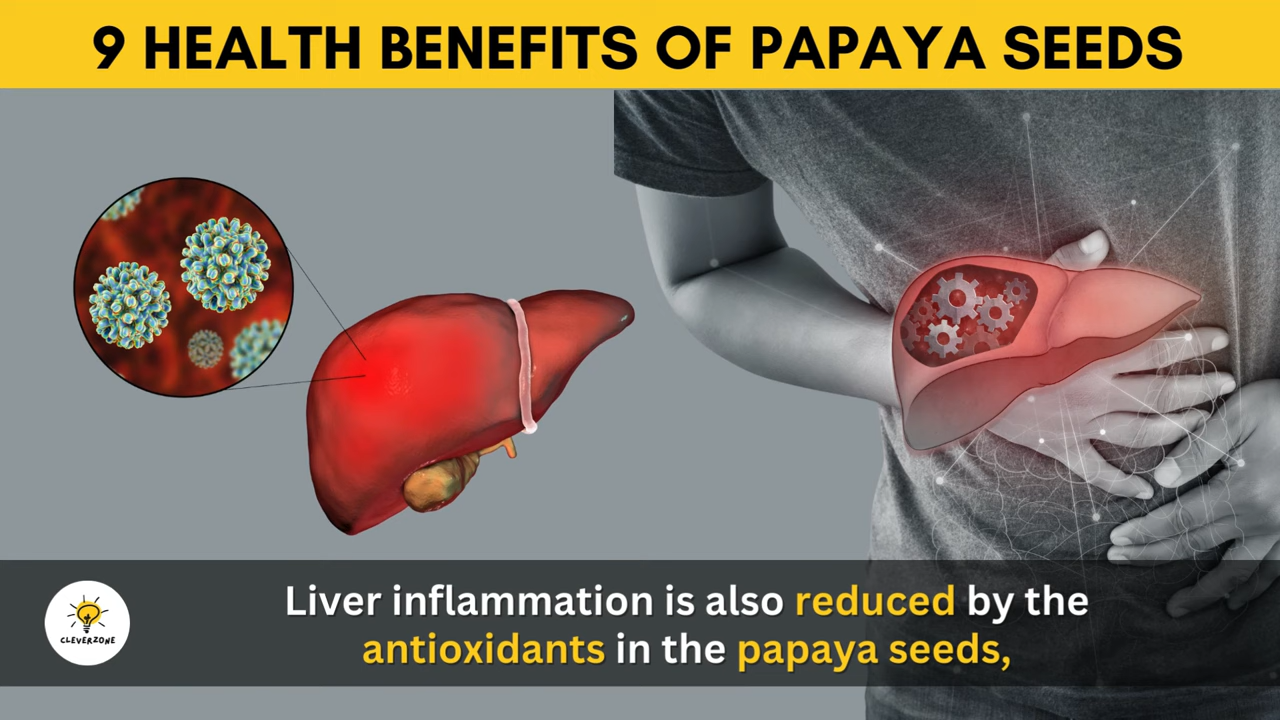 9 HEALTH BENEFITS OF PAPAYA SEEDS
Liver inflammation is also reduced by the
antioxidants in the papaya seeds,
CLEVERZONE